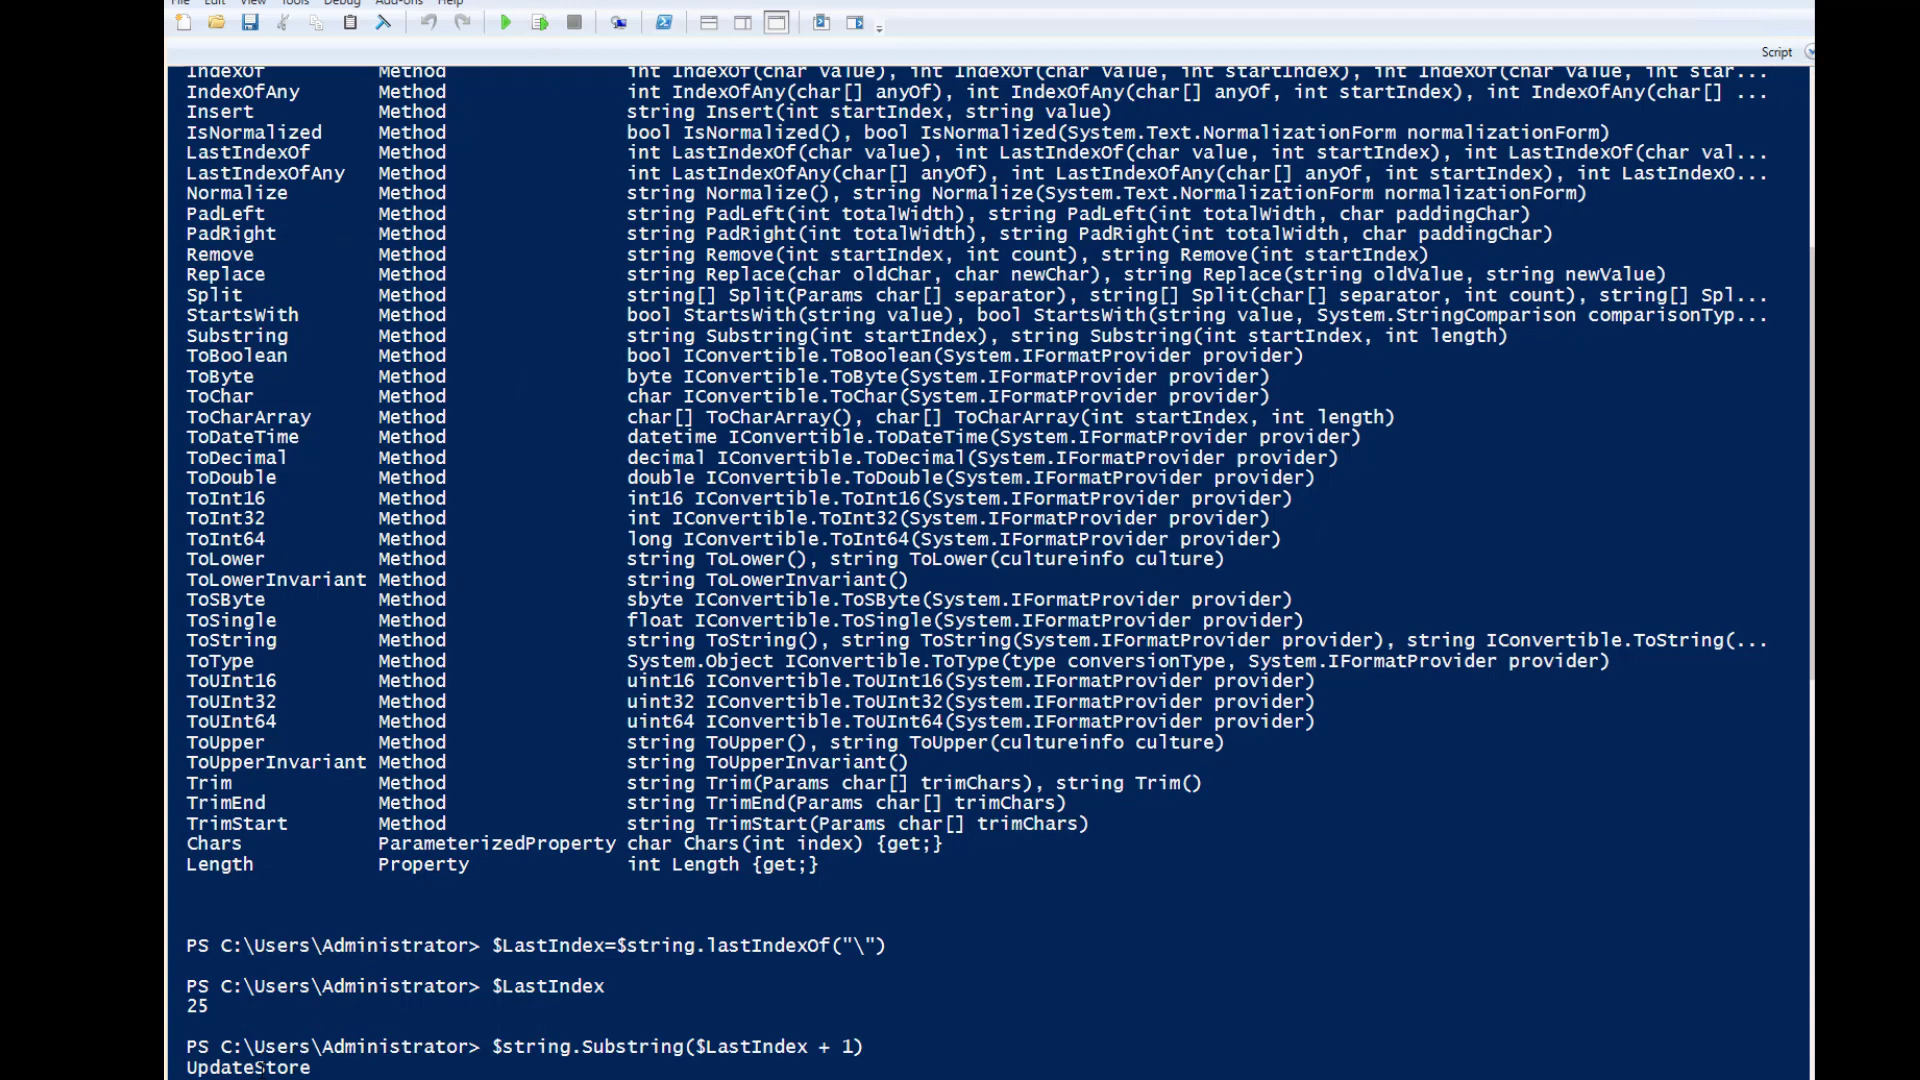 File Edit View Tools Debug Add-ons Help
Script
IndexOf Method int IndexOf(char value), int IndexOf(char value, int startIndex), int IndexOf(char value, int star...
IndexOfAny Method int IndexOfAny(char[] anyOf), int IndexOfAny(char[] anyOf, int startIndex), int IndexOfAny(char[] ...
Insert Method string Insert(int startIndex, string value)
IsNormalized Method bool IsNormalized(), bool IsNormalized(System.Text.NormalizationForm normalizationForm)
LastIndexOf Method int LastIndexOf(char value), int LastIndexOf(char value, int startIndex), int LastIndexOf(char val...
LastIndexOfAny Method int LastIndexOfAny(char[] anyOf), int LastIndexOfAny(char[] anyOf, int startIndex), int LastIndexO...
Normalize Method string Normalize(), string Normalize(System.Text.NormalizationForm normalizationForm)
PadLeft Method string PadLeft(int totalWidth), string PadLeft(int totalWidth, char paddingChar)
PadRight Method string PadRight(int totalWidth), string PadRight(int totalWidth, char paddingChar)
Remove Method string Remove(int startIndex, int count), string Remove(int startIndex)
Replace Method string Replace(char oldChar, char newChar), string Replace(string oldValue, string newValue)
Split Method string[] Split(Params char[] separator), string[] Split(char[] separator, int count), string[] Spl...
StartsWith Method bool StartsWith(string value), bool StartsWith(string value, System.StringComparison comparisonTyp...
Substring Method string Substring(int startIndex), string Substring(int startIndex, int length)
ToBoolean Method bool IConvertible.ToBoolean(System.IFormatProvider provider)
ToByte Method byte IConvertible.ToByte(System.IFormatProvider provider)
ToChar Method char IConvertible.ToChar(System.IFormatProvider provider)
ToCharArray Method char[] ToCharArray(), char[] ToCharArray(int startIndex, int length)
ToDateTime Method datetime IConvertible.ToDateTime(System.IFormatProvider provider)
ToDecimal Method decimal IConvertible.ToDecimal(System.IFormatProvider provider)
ToDouble Method double IConvertible.ToDouble(System.IFormatProvider provider)
ToInt16 Method int16 IConvertible.ToInt16(System.IFormatProvider provider)
ToInt32 Method int IConvertible.ToInt32(System.IFormatProvider provider)
ToInt64 Method long IConvertible.ToInt64(System.IFormatProvider provider)
ToLower Method string ToLower(), string ToLower(cultureinfo culture)
ToLowerInvariant Method string ToLowerInvariant()
ToSByte Method sbyte IConvertible.ToSByte(System.IFormatProvider provider)
ToSingle Method float IConvertible.ToSingle(System.IFormatProvider provider)
ToString Method string ToString(), string ToString(System.IFormatProvider provider), string IConvertible.ToString(...
ToType Method System.Object IConvertible.ToType(type conversionType, System.IFormatProvider provider)
ToUInt16 Method uint16 IConvertible.ToUInt16(System.IFormatProvider provider)
ToUInt32 Method uint32 IConvertible.ToUInt32(System.IFormatProvider provider)
ToUInt64 Method uint64 IConvertible.ToUInt64(System.IFormatProvider provider)
ToUpper Method string ToUpper(), string ToUpper(cultureinfo culture)
ToUpperInvariant Method string ToUpperInvariant()
Trim Method string Trim(Params char[] trimChars), string Trim()
TrimEnd Method string TrimEnd(Params char[] trimChars)
TrimStart Method string TrimStart(Params char[] trimChars)
Chars ParameterizedProperty char Chars(int index) {get;}
Length Property int Length {get;}
PS C:\Users\Administrator> $LastIndex=$string.lastIndexOf("\")
PS C:\Users\Administrator> $LastIndex
25
PS C:\Users\Administrator> $string.Substring($LastIndex + 1)
UpdateStore